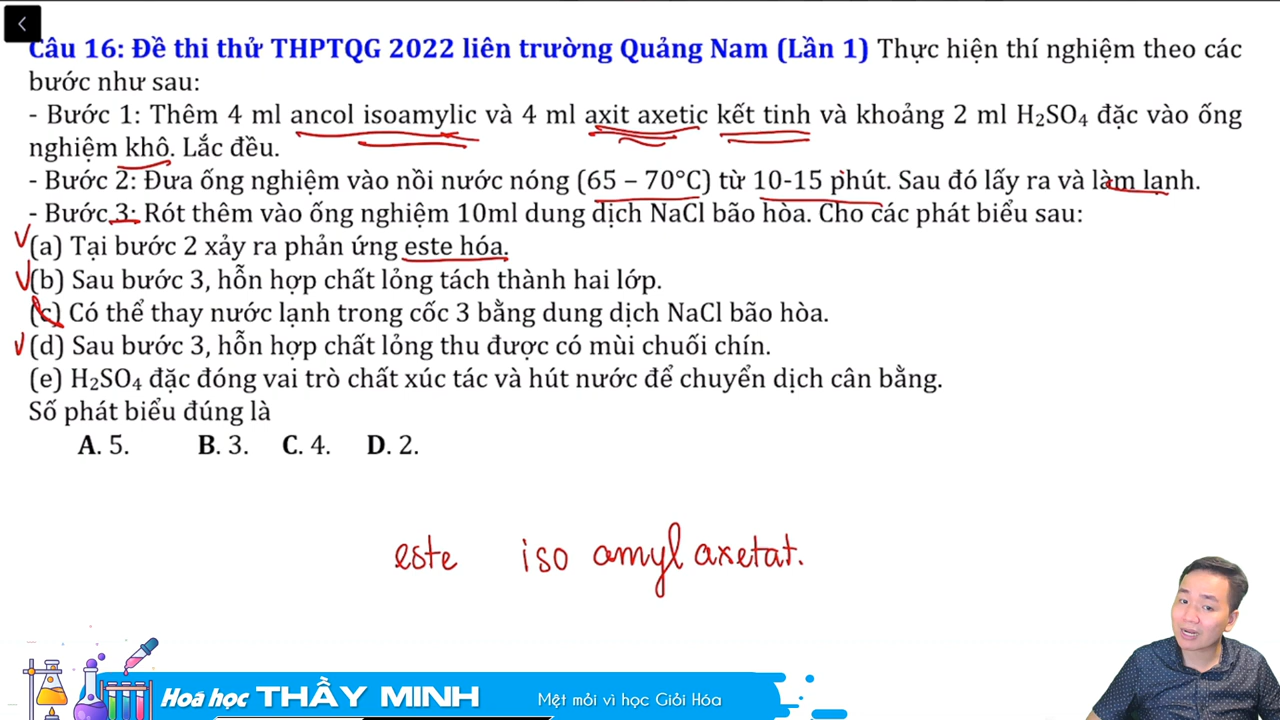 Câu 16: Đề thi thử THPTQG 2022 liên trường Quảng Nam (Lần 1) Thực hiện thí nghiệm theo các
bước như sau:
- Bước 1: Thêm 4 ml ancol isoamylic và 4 ml axit axetic kết tinh và khoảng 2 ml H₂SO₄ đặc vào ống
nghiệm khô. Lắc đều.
- Bước 2: Đưa ống nghiệm vào nồi nước nóng (65 – 70°C) từ 10-15 phút. Sau đó lấy ra và làm lạnh.
- Bước 3: Rót thêm vào ống nghiệm 10ml dung dịch NaCl bão hòa. Cho các phát biểu sau:
(a) Tại bước 2 xảy ra phản ứng este hóa.
(b) Sau bước 3, hỗn hợp chất lỏng tách thành hai lớp.
(c) Có thể thay nước lạnh trong cốc 3 bằng dung dịch NaCl bão hòa.
(d) Sau bước 3, hỗn hợp chất lỏng thu được có mùi chuối chín.
(e) H₂SO₄ đặc đóng vai trò chất xúc tác và hút nước để chuyển dịch cân bằng.
Số phát biểu đúng là
A. 5. B. 3. C. 4. D. 2.
este iso amyl axetat.
Hoá học THẦY MINH Mệt mỏi vì học Giỏi Hóa